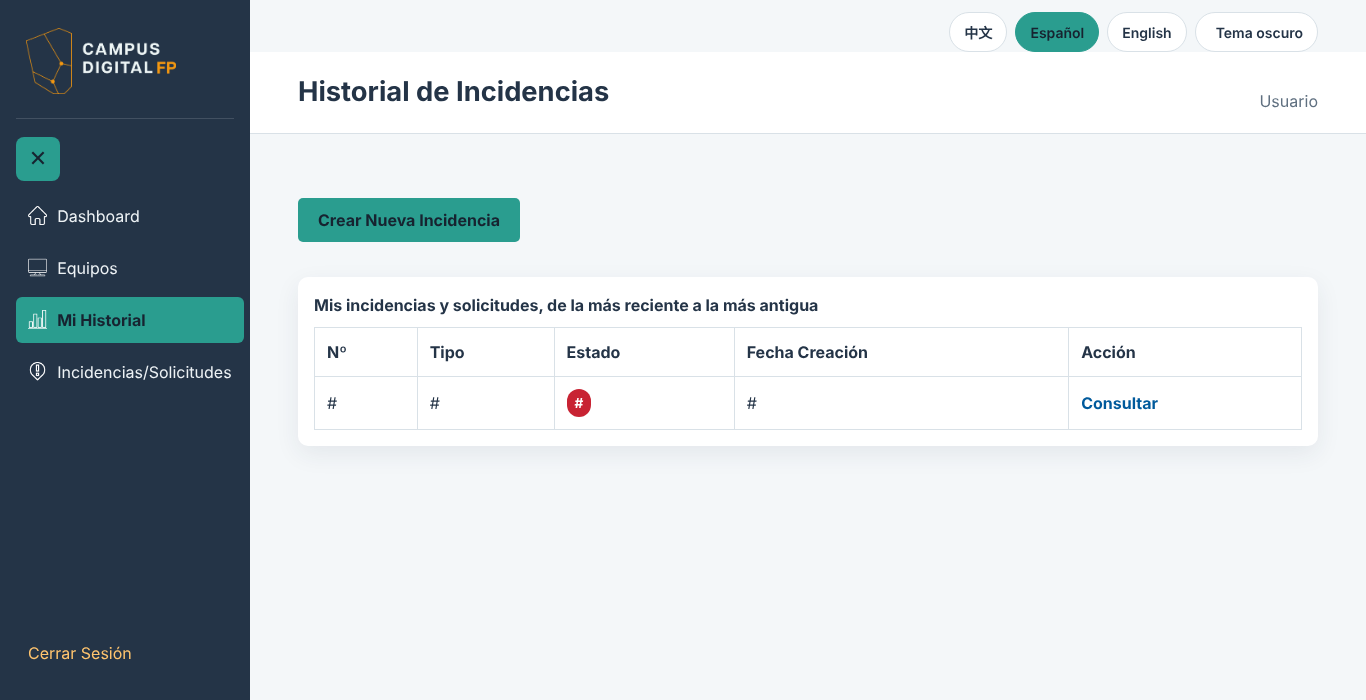 CAMPUS
DIGITAL FP
Dashboard
Equipos
Mi Historial
Incidencias/Solicitudes
Cerrar Sesión
中文 Español English Tema oscuro
Historial de Incidencias
Usuario
Crear Nueva Incidencia
Mis incidencias y solicitudes, de la más reciente a la más antigua
Nº Tipo Estado Fecha Creación Acción
# # # # Consultar